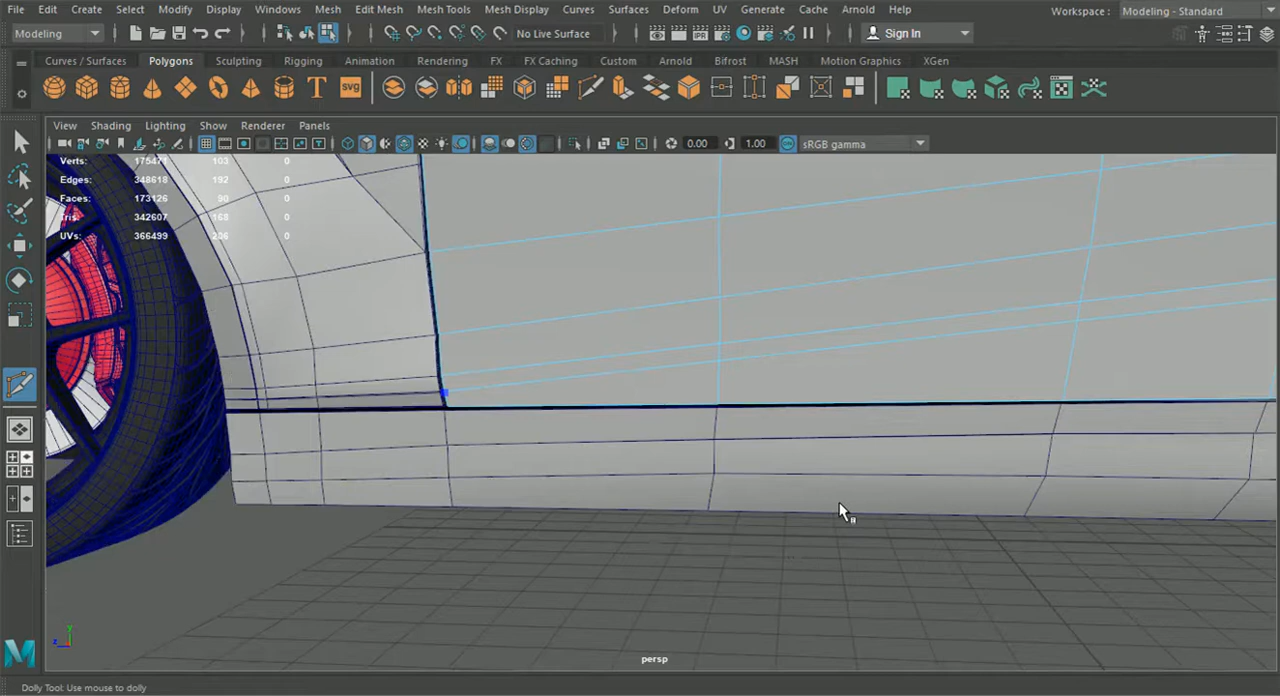 File Edit Create Select Modify Display Windows Mesh Edit Mesh Mesh Tools Mesh Display Curves Surfaces Deform UV Generate Cache Arnold Help Workspace : Modeling - Standard
Modeling No Live Surface Sign In
Curves / Surfaces Polygons Sculpting Rigging Animation Rendering FX FX Caching Custom Arnold Bifrost MASH Motion Graphics XGen
T svg
View Shading Lighting Show Renderer Panels
0.00 1.00 sRGB gamma
Verts: 175471 103 0
Edges: 348618 192 0
Faces: 173126 90 0
Tris: 342607 168 0
UVs: 366499 206 0
y
z
persp
M
Dolly Tool: Use mouse to dolly